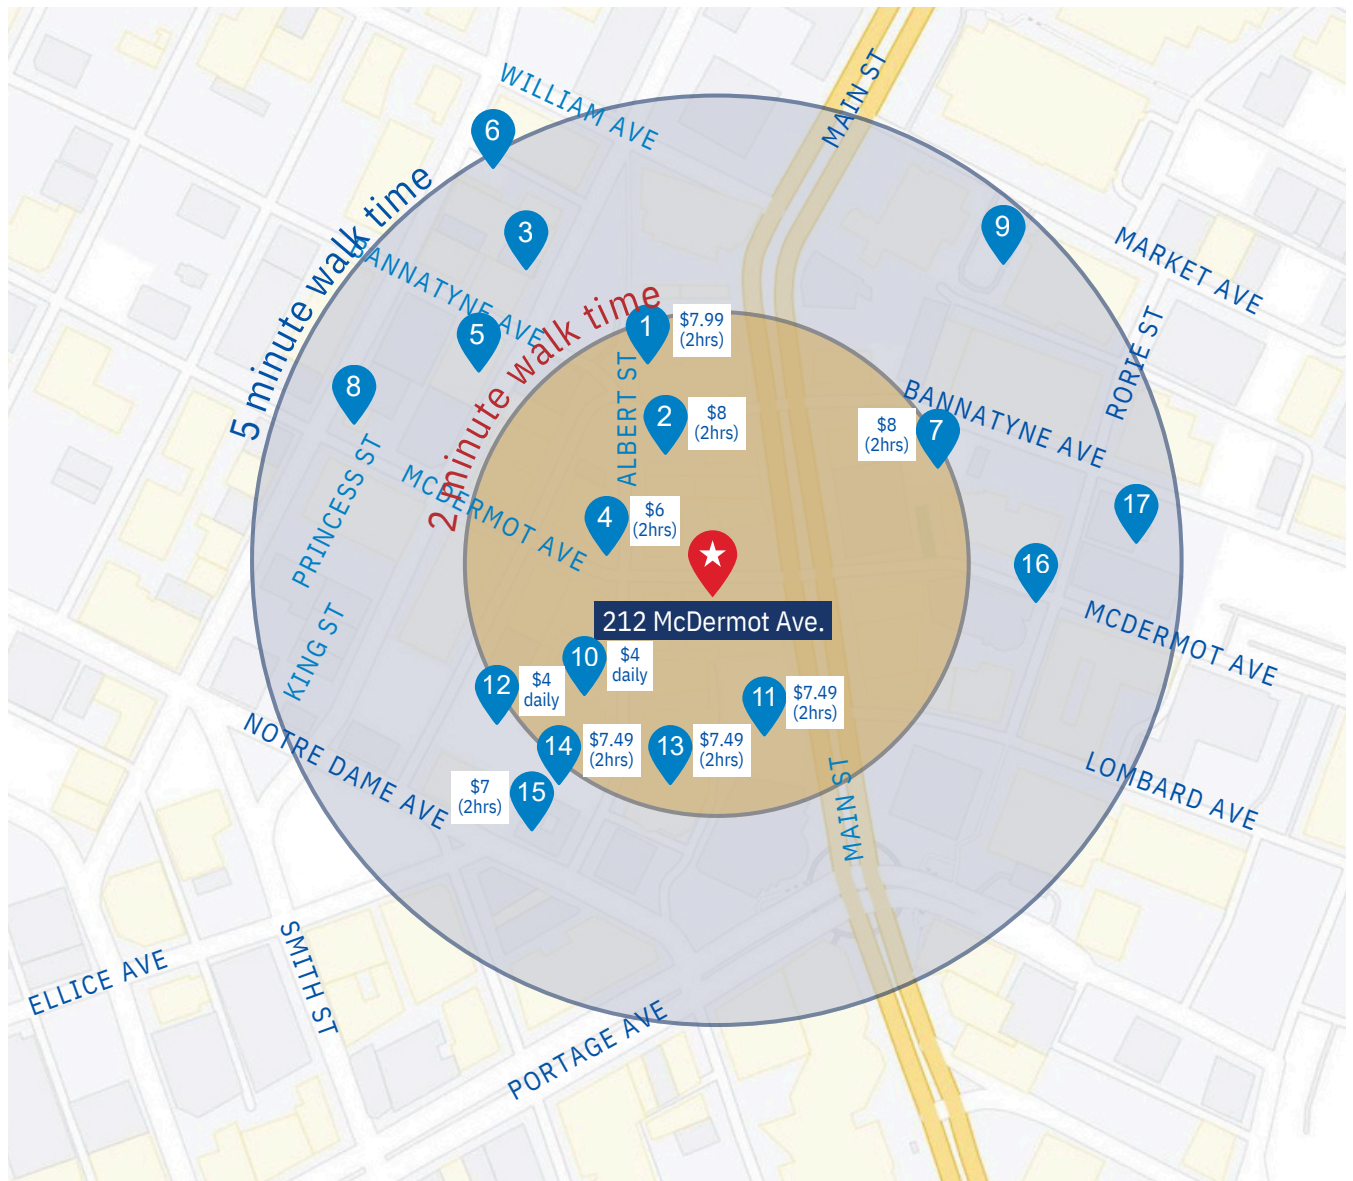 WILLIAM AVE
MAIN ST
6
5 minute walk time
3
9
BANNATYNE AVE
MARKET AVE
2 minute walk time
1
$7.99
(2hrs)
5
RORIE ST
8
ALBERT ST
2
$8
(2hrs)
BANNATYNE AVE
$8
(2hrs)
7
PRINCESS ST
MCDERMOT AVE
4
$6
(2hrs)
17
16
212 McDermot Ave.
MCDERMOT AVE
KING ST
10
$4
daily
12
$4
daily
11
$7.49
(2hrs)
14
$7.49
(2hrs)
13
$7.49
(2hrs)
NOTRE DAME AVE
$7
(2hrs)
15
MAIN ST
LOMBARD AVE
ELLICE AVE
SMITH ST
PORTAGE AVE